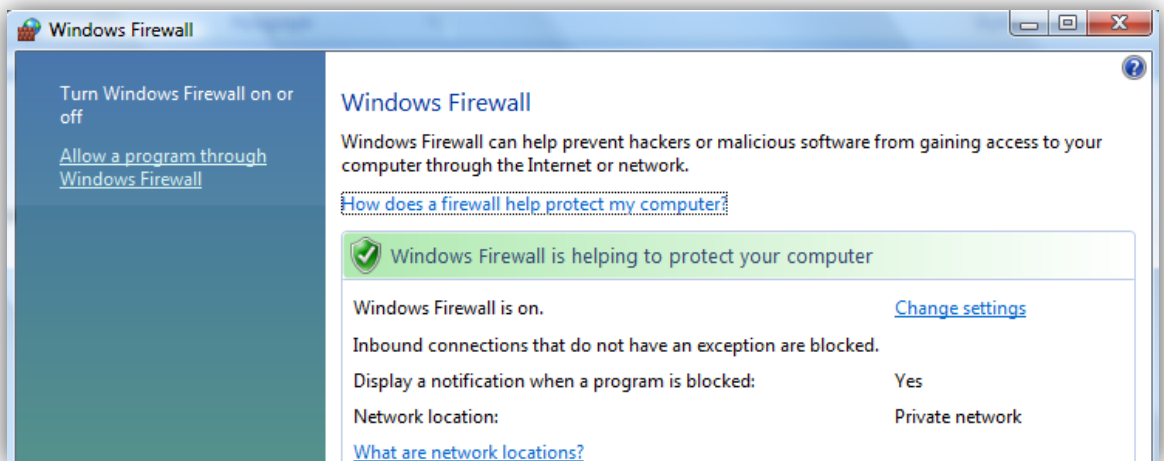 Windows Firewall
Turn Windows Firewall on or
off
Allow a program through
Windows Firewall
Windows Firewall
Windows Firewall can help prevent hackers or malicious software from gaining access to your
computer through the Internet or network.
How does a firewall help protect my computer?
Windows Firewall is helping to protect your computer
Windows Firewall is on. Change settings
Inbound connections that do not have an exception are blocked.
Display a notification when a program is blocked: Yes
Network location: Private network
What are network locations?